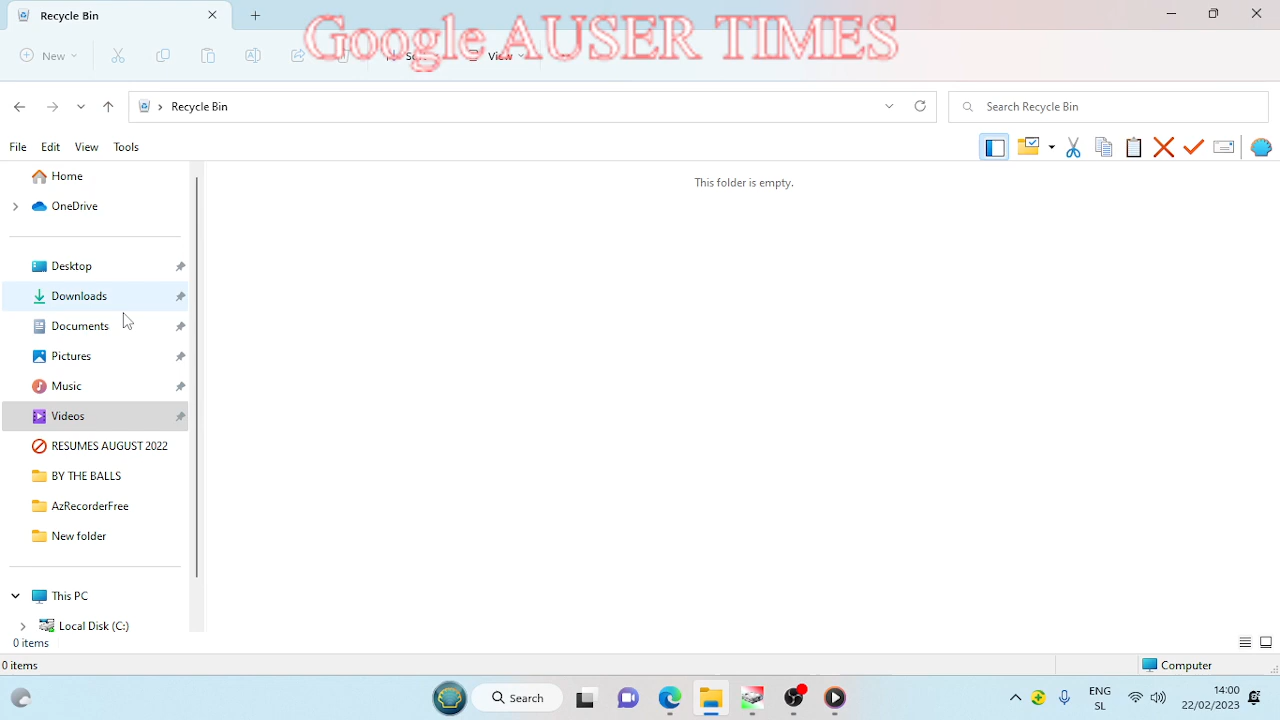 Recycle Bin
Google AUSER TIMES
New
View
Recycle Bin
Search Recycle Bin
File Edit View Tools
Home
This folder is empty.
OneDrive
Desktop
Downloads
Documents
Pictures
Music
Videos
RESUMES AUGUST 2022
BY THE BALLS
AzRecorderFree
New folder
This PC
Local Disk (C:)
0 items
0 items
Computer
Search
ENG
SL
14:00
22/02/2023